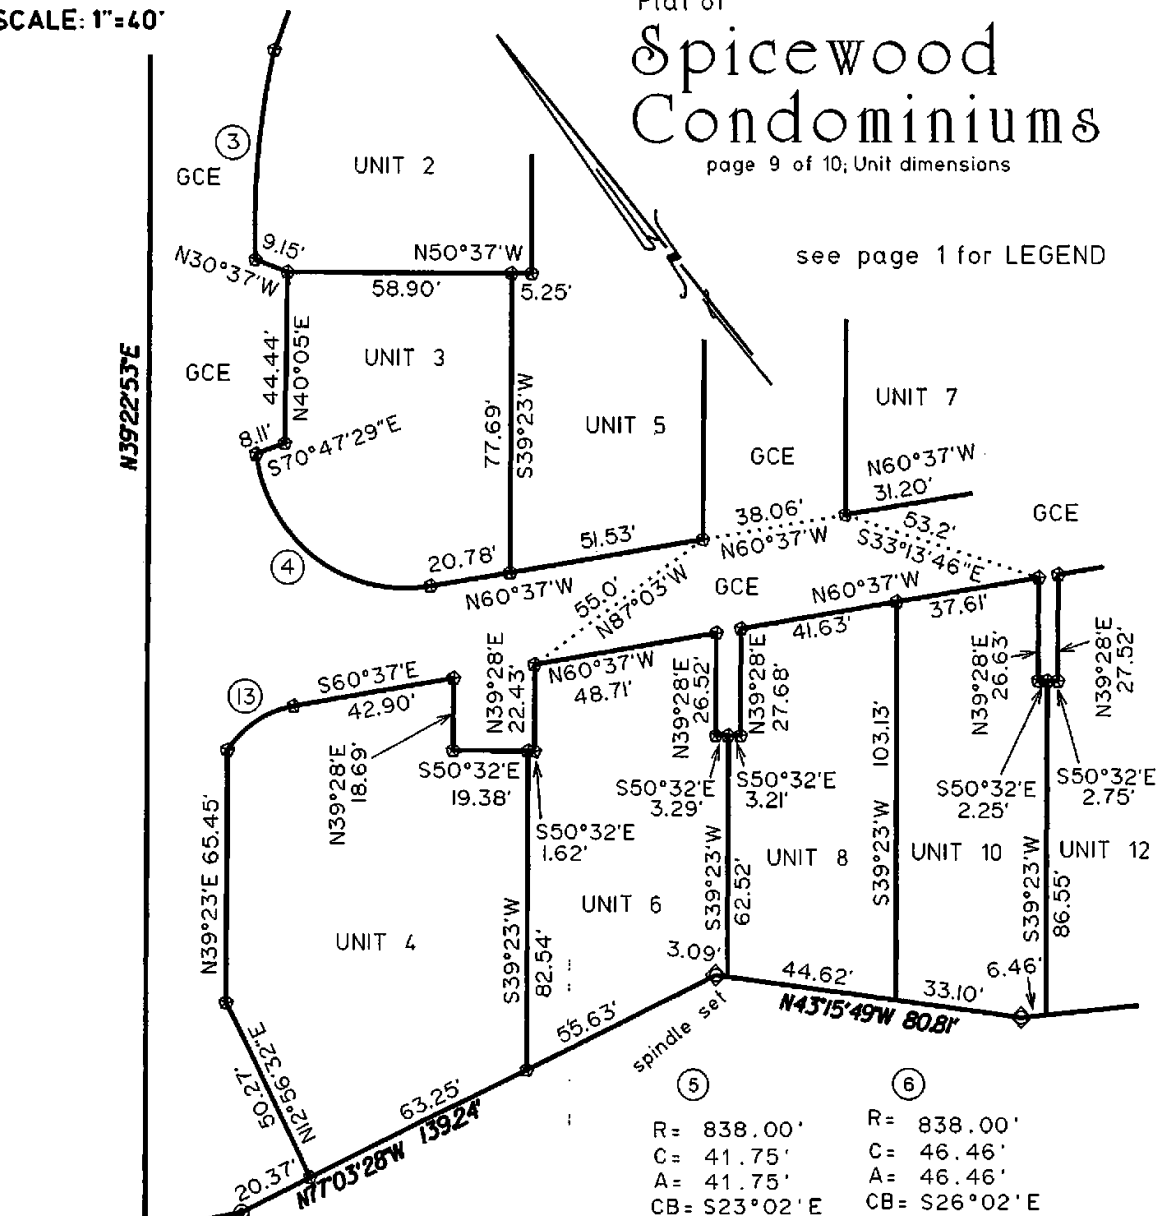 SCALE: 1"=40'
Plat of
Spicewood
Condominiums
page 9 of 10; Unit dimensions
see page 1 for LEGEND
3
GCE
UNIT 2
9.15'
N30°37'W
N50°37'W
58.90'
5.25'
N39°22'53"E
GCE
44.44'
N40°05'E
UNIT 3
8.11'
S70°47'29"E
77.69'
S39°23'W
UNIT 5
UNIT 7
GCE
N60°37'W
31.20'
GCE
4
20.78'
N60°37'W
51.53'
38.06'
N60°37'W
53.2'
S33°13'46"E
55.0'
N87°03'W
GCE
N60°37'W
41.63'
37.61'
13
S60°37'E
42.90'
N39°28'E
18.69'
N39°28'E
22.43'
N60°37'W
48.71'
N39°28'E
26.52'
N39°28'E
27.68'
N39°28'E
26.63'
N39°28'E
27.52'
S50°32'E
19.38'
S50°32'E
1.62'
S50°32'E
3.29'
S50°32'E
3.21'
S50°32'E
2.25'
S50°32'E
2.75'
N39°23'E 65.45'
UNIT 4
S39°23'W
82.54'
UNIT 6
S39°23'W
62.52'
UNIT 8
103.13'
S39°23'W
UNIT 10
S39°23'W
86.55'
UNIT 12
3.09'
44.62'
33.10'
6.46'
N43°15'49"W 80.81'
55.63'
spindle set
N12°56'32"E
50.27'
63.25'
20.37'
N77°03'28"W 139.24'
5
R= 838.00'
C= 41.75'
A= 41.75'
CB= S23°02'E
6
R= 838.00'
C= 46.46'
A= 46.46'
CB= S26°02'E